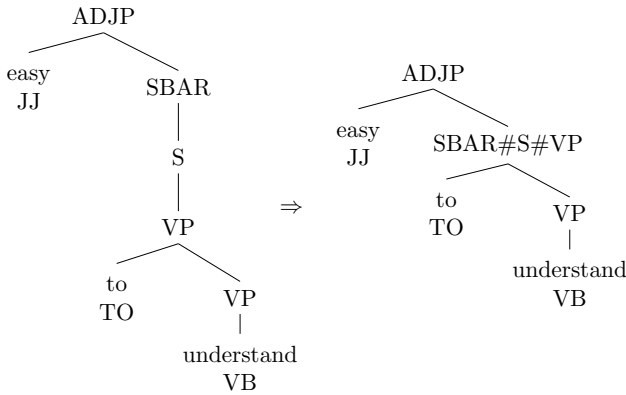 ADJP
easy
JJ
SBAR
S
VP
to
TO
VP
understand
VB
⇒
ADJP
easy
JJ
SBAR#S#VP
to
TO
VP
understand
VB